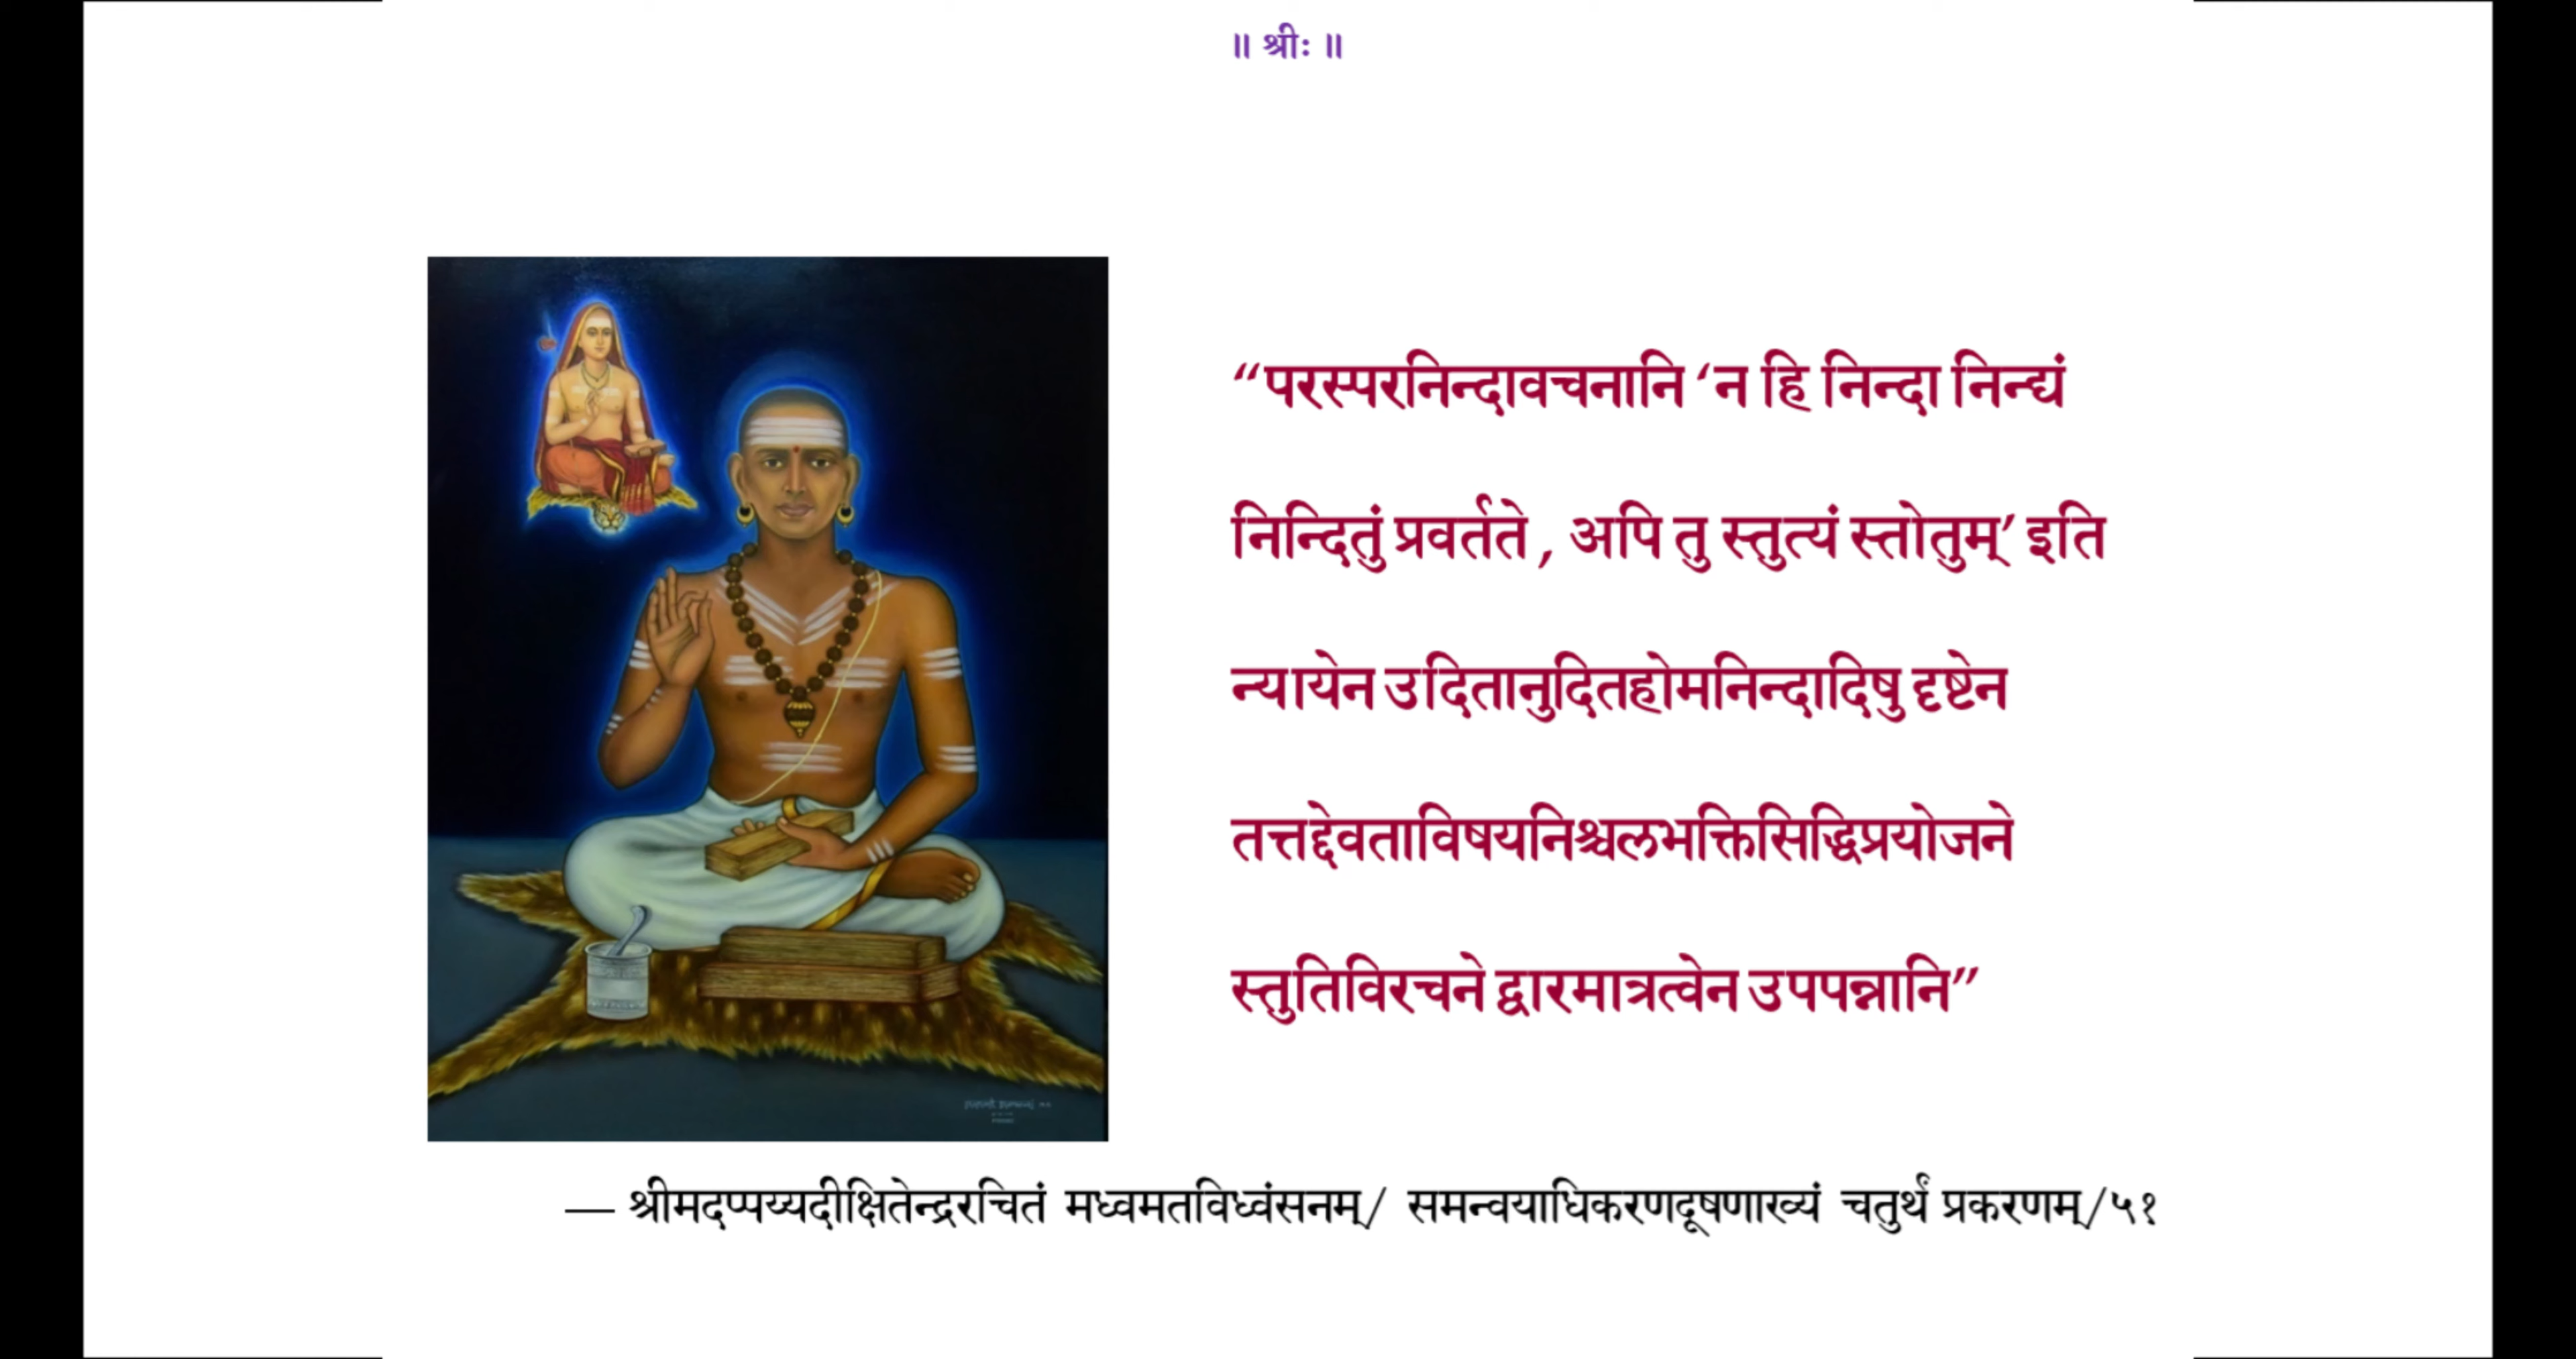 ॥ श्रीः ॥
“परस्परनिन्दावचनानि ‘न हि निन्दा निन्द्यं
निन्दितुं प्रवर्तते , अपि तु स्तुत्यं स्तोतुम्’ इति
न्यायेन उदितानुदितहोमनिन्दादिषु दृष्टेन
तत्तद्देवताविषयनिश्चलभक्तिसिद्धिप्रयोजने
स्तुतिविरचने द्वारमात्रत्वेन उपपन्नानि”
— श्रीमदप्पय्यदीक्षितेन्द्ररचितं मध्वमतविध्वंसनम्/ समन्वयाधिकरणदूषणाख्यं चतुर्थं प्रकरणम्/५१